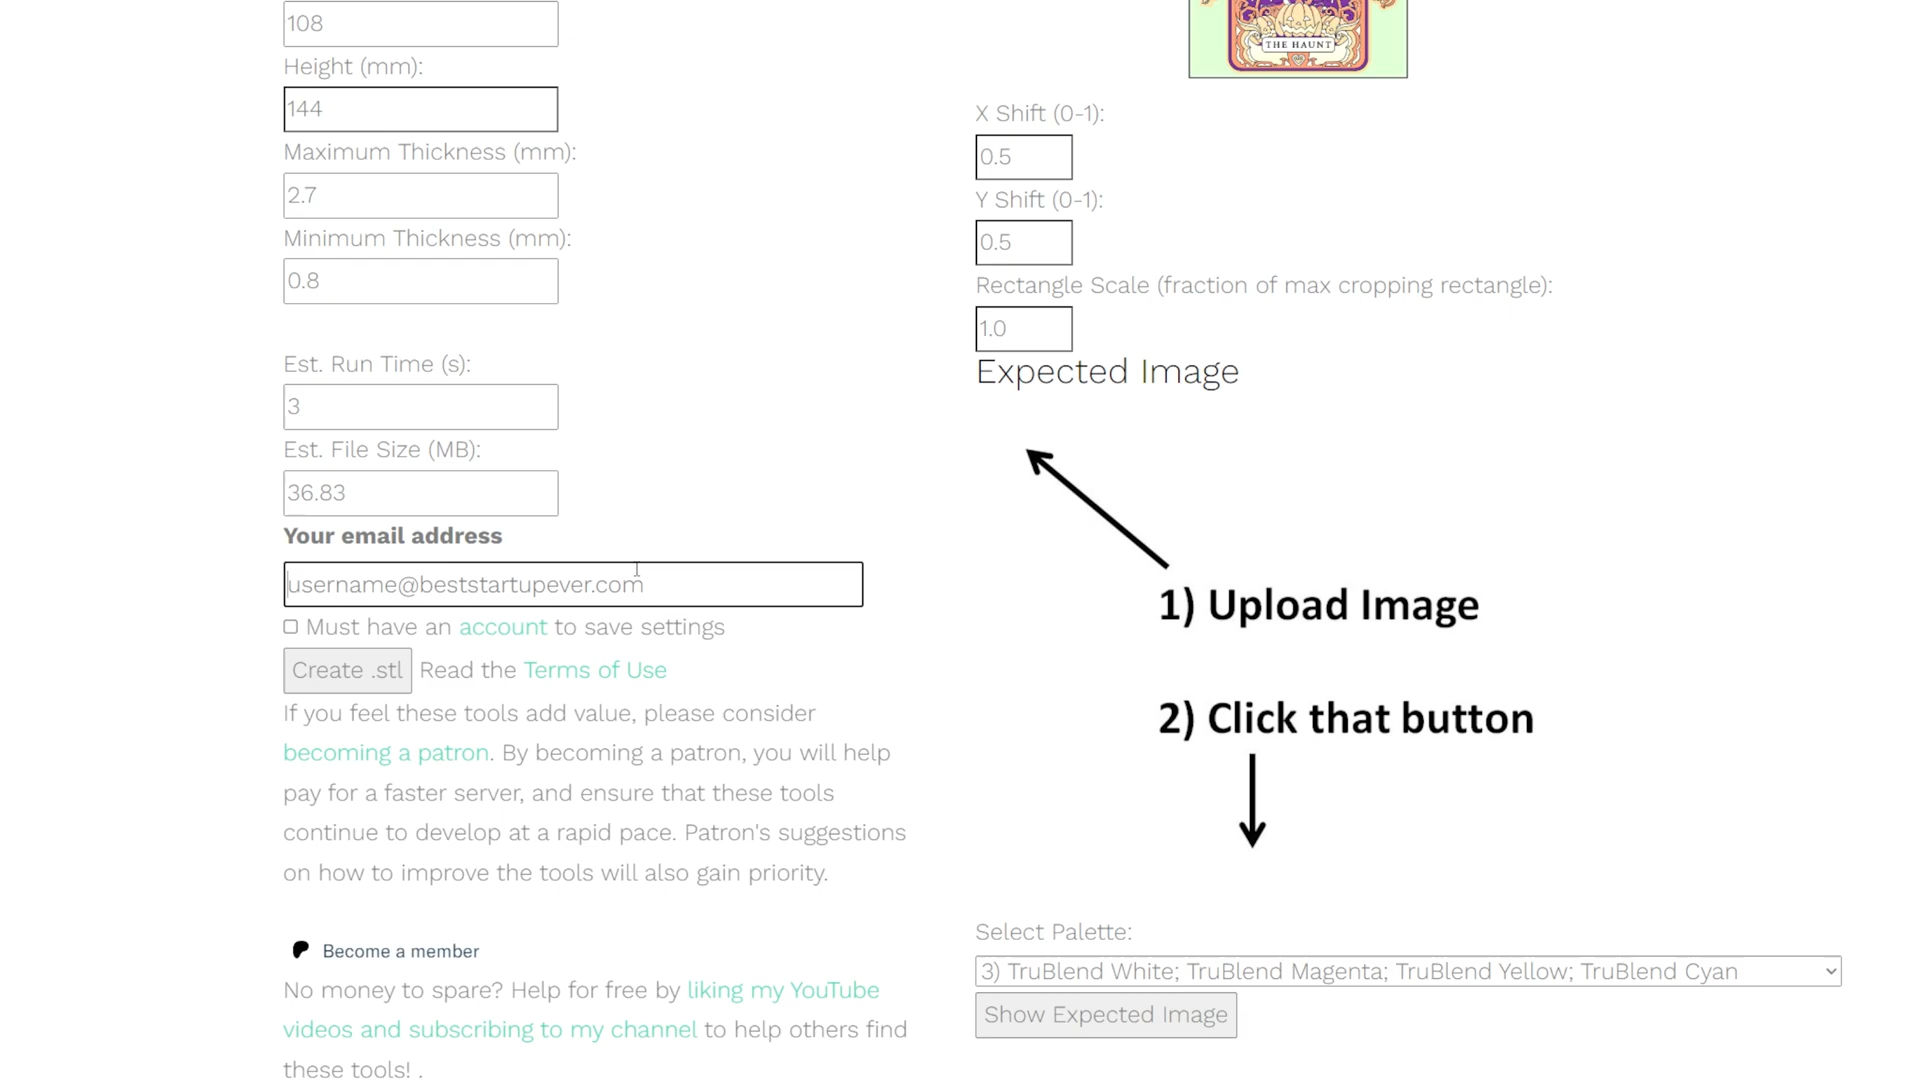 108
Height (mm):
144
Maximum Thickness (mm):
2.7
Minimum Thickness (mm):
0.8
Est. Run Time (s):
3
Est. File Size (MB):
36.83
Your email address
username@beststartupever.com
Must have an account to save settings
Create .stl Read the Terms of Use
If you feel these tools add value, please consider
becoming a patron. By becoming a patron, you will help
pay for a faster server, and ensure that these tools
continue to develop at a rapid pace. Patron's suggestions
on how to improve the tools will also gain priority.
Become a member
No money to spare? Help for free by liking my YouTube
videos and subscribing to my channel to help others find
these tools! .
THE HAUNT
X Shift (0-1):
0.5
Y Shift (0-1):
0.5
Rectangle Scale (fraction of max cropping rectangle):
1.0
Expected Image
1) Upload Image
2) Click that button
Select Palette:
3) TruBlend White; TruBlend Magenta; TruBlend Yellow; TruBlend Cyan
Show Expected Image